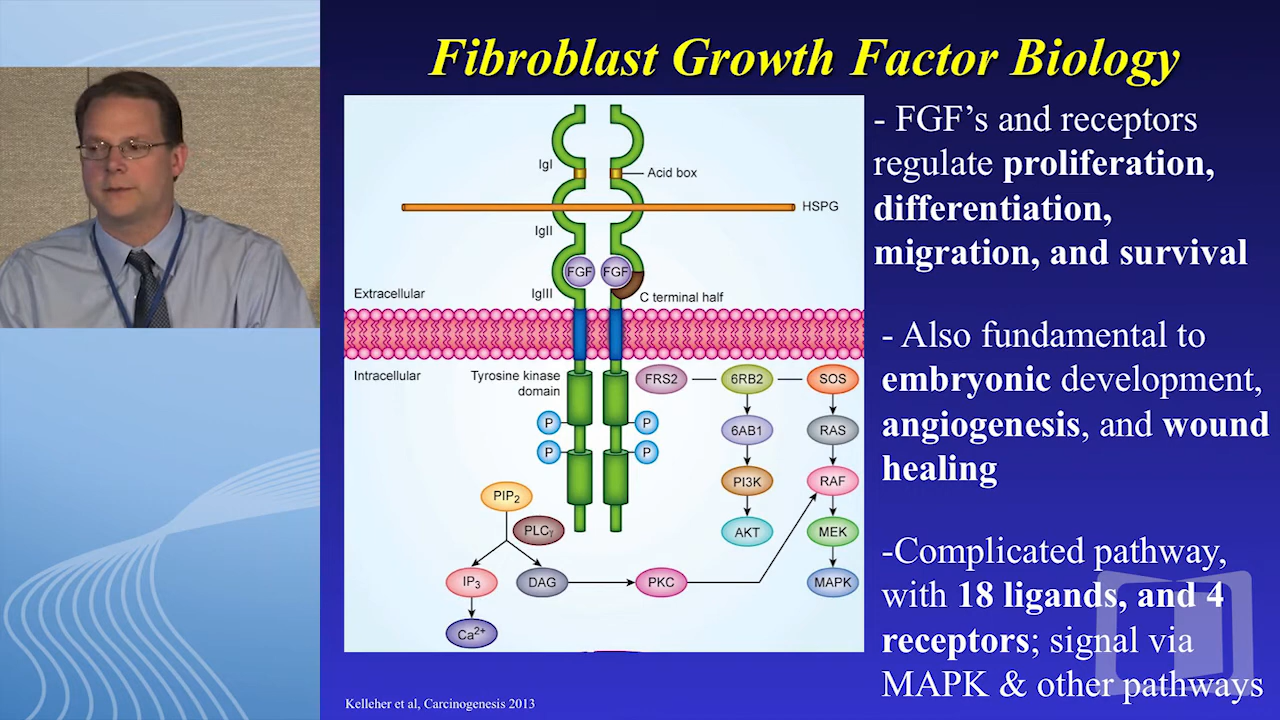 Fibroblast Growth Factor Biology
IgI
Acid box
HSPG
IgII
FGF FGF
IgIII
C terminal half
Extracellular
Intracellular
Tyrosine kinase
domain
FRS2
6RB2
SOS
P P
6AB1
RAS
P P
PI3K
RAF
PIP2
PLCγ
AKT
MEK
IP3
DAG
PKC
MAPK
Ca2+
- FGF's and receptors
regulate proliferation,
differentiation,
migration, and survival
- Also fundamental to
embryonic development,
angiogenesis, and wound
healing
-Complicated pathway,
with 18 ligands, and 4
receptors; signal via
MAPK & other pathways
Kelleher et al, Carcinogenesis 2013